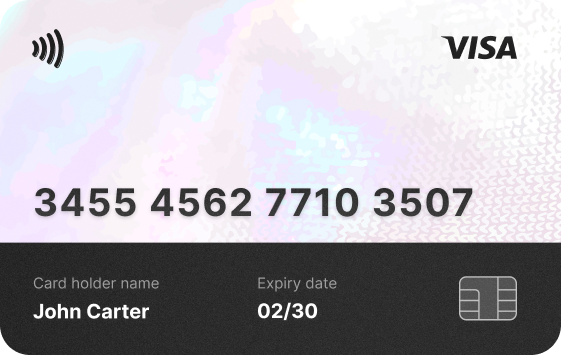 VISA
3455 4562 7710 3507
Card holder name
Expiry date
John Carter
02/30